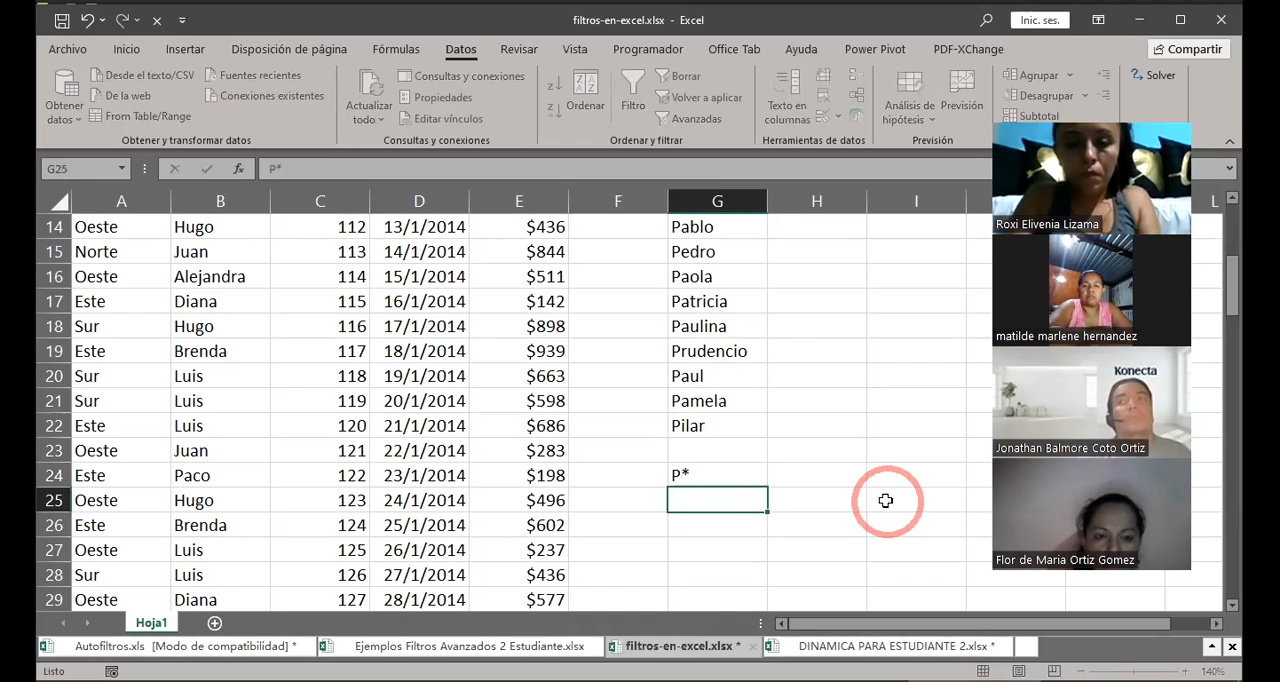 filtros-en-excel.xlsx - Excel
Inic. ses.
Archivo Inicio Insertar Disposición de página Fórmulas Datos Revisar Vista Programador Office Tab Ayuda Power Pivot PDF-XChange Compartir
Obtener datos
Desde el texto/CSV
De la web
From Table/Range
Fuentes recientes
Conexiones existentes
Obtener y transformar datos
Actualizar todo
Consultas y conexiones
Propiedades
Editar vínculos
Consultas y conexiones
Ordenar
Filtro
Borrar
Volver a aplicar
Avanzadas
Ordenar y filtrar
Texto en columnas
Herramientas de datos
Análisis de hipótesis
Previsión
Previsión
Agrupar
Desagrupar
Subtotal
Solver
G25 fx P*
A B C D E F G H I L
14 Oeste Hugo 112 13/1/2014 $436 Pablo
15 Norte Juan 113 14/1/2014 $844 Pedro
16 Oeste Alejandra 114 15/1/2014 $511 Paola
17 Este Diana 115 16/1/2014 $142 Patricia
18 Sur Hugo 116 17/1/2014 $898 Paulina
19 Este Brenda 117 18/1/2014 $939 Prudencio
20 Sur Luis 118 19/1/2014 $663 Paul
21 Sur Luis 119 20/1/2014 $598 Pamela
22 Este Luis 120 21/1/2014 $686 Pilar
23 Oeste Juan 121 22/1/2014 $283
24 Este Paco 122 23/1/2014 $198 P*
25 Oeste Hugo 123 24/1/2014 $496
26 Este Brenda 124 25/1/2014 $602
27 Oeste Luis 125 26/1/2014 $237
28 Sur Luis 126 27/1/2014 $436
29 Oeste Diana 127 28/1/2014 $577
Roxi Elivenia Lizama
matilde marlene hernandez
Konecta
Jonathan Balmore Coto Ortiz
Flor de Maria Ortiz Gomez
Hoja1
Autofiltros.xls [Modo de compatibilidad] * Ejemplos Filtros Avanzados 2 Estudiante.xlsx filtros-en-excel.xlsx * DINAMICA PARA ESTUDIANTE 2.xlsx *
Listo 140%